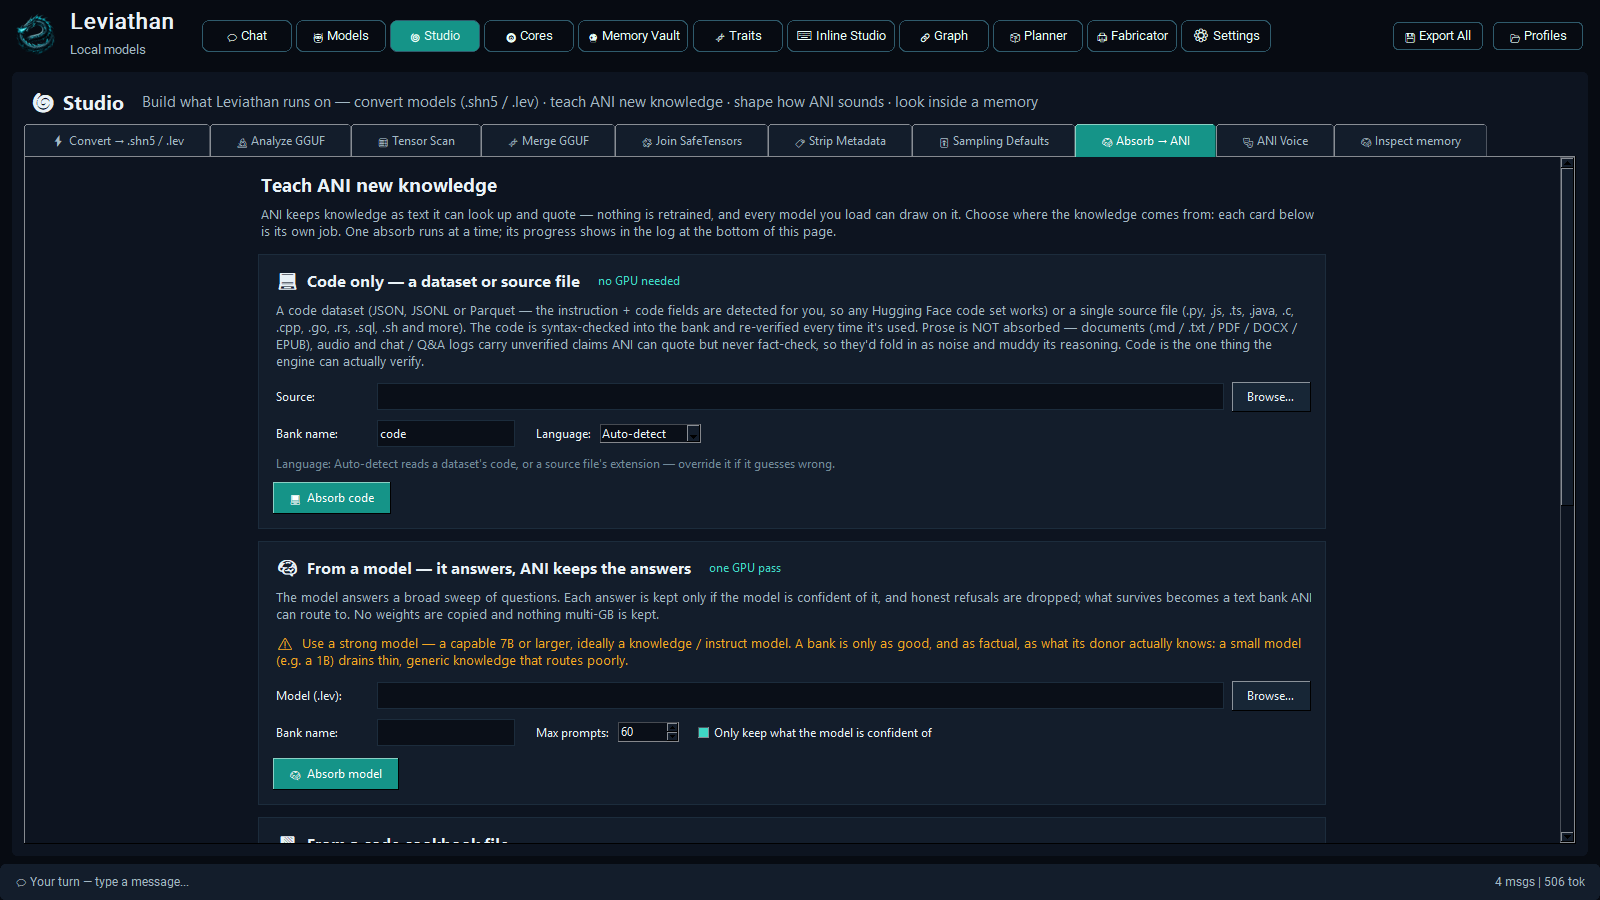 Leviathan
Local models
Chat
Models
Studio
Cores
Memory Vault
Traits
Inline Studio
Graph
Planner
Fabricator
Settings
Export All
Profiles
Studio
Build what Leviathan runs on — convert models (.shn5 / .lev) · teach ANI new knowledge · shape how ANI sounds · look inside a memory
Convert → .shn5 / .lev
Analyze GGUF
Tensor Scan
Merge GGUF
Join SafeTensors
Strip Metadata
Sampling Defaults
Absorb → ANI
ANI Voice
Inspect memory
Teach ANI new knowledge
ANI keeps knowledge as text it can look up and quote — nothing is retrained, and every model you load can draw on it. Choose where the knowledge comes from: each card below
is its own job. One absorb runs at a time; its progress shows in the log at the bottom of this page.
Code only — a dataset or source file
no GPU needed
A code dataset (JSON, JSONL or Parquet — the instruction + code fields are detected for you, so any Hugging Face code set works) or a single source file (.py, .js, .ts, .java, .c,
.cpp, .go, .rs, .sql, .sh and more). The code is syntax-checked into the bank and re-verified every time it's used. Prose is NOT absorbed — documents (.md / .txt / PDF / DOCX /
EPUB), audio and chat / Q&A logs carry unverified claims ANI can quote but never fact-check, so they'd fold in as noise and muddy its reasoning. Code is the one thing the
engine can actually verify.
Source:
Browse...
Bank name:
code
Language:
Auto-detect
Language: Auto-detect reads a dataset's code, or a source file's extension — override it if it guesses wrong.
Absorb code
From a model — it answers, ANI keeps the answers
one GPU pass
The model answers a broad sweep of questions. Each answer is kept only if the model is confident of it, and honest refusals are dropped; what survives becomes a text bank ANI
can route to. No weights are copied and nothing multi-GB is kept.
⚠ Use a strong model — a capable 7B or larger, ideally a knowledge / instruct model. A bank is only as good, and as factual, as what its donor actually knows: a small model
(e.g. a 1B) drains thin, generic knowledge that routes poorly.
Model (.lev):
Browse...
Bank name:
Max prompts:
60
Only keep what the model is confident of
Absorb model
From a code cookbook file
Your turn — type a message...
4 msgs | 506 tok